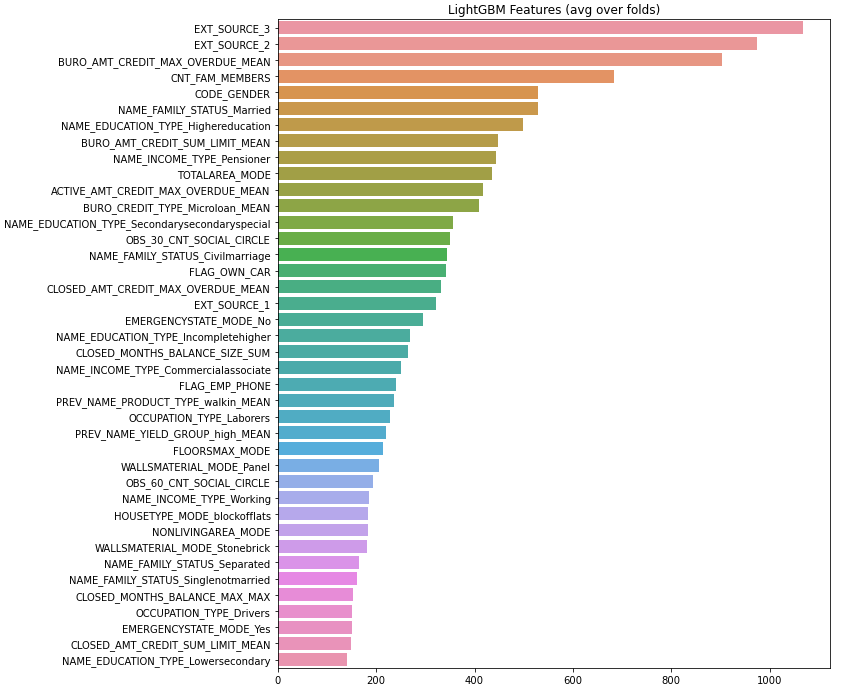 LightGBM Features (avg over folds)
EXT_SOURCE_3
EXT_SOURCE_2
BURO_AMT_CREDIT_MAX_OVERDUE_MEAN
CNT_FAM_MEMBERS
CODE_GENDER
NAME_FAMILY_STATUS_Married
NAME_EDUCATION_TYPE_Highereducation
BURO_AMT_CREDIT_SUM_LIMIT_MEAN
NAME_INCOME_TYPE_Pensioner
TOTALAREA_MODE
ACTIVE_AMT_CREDIT_MAX_OVERDUE_MEAN
BURO_CREDIT_TYPE_Microloan_MEAN
NAME_EDUCATION_TYPE_Secondarysecondaryspecial
OBS_30_CNT_SOCIAL_CIRCLE
NAME_FAMILY_STATUS_Civilmarriage
FLAG_OWN_CAR
CLOSED_AMT_CREDIT_MAX_OVERDUE_MEAN
EXT_SOURCE_1
EMERGENCYSTATE_MODE_No
NAME_EDUCATION_TYPE_Incompletehigher
CLOSED_MONTHS_BALANCE_SIZE_SUM
NAME_INCOME_TYPE_Commercialassociate
FLAG_EMP_PHONE
PREV_NAME_PRODUCT_TYPE_walkin_MEAN
OCCUPATION_TYPE_Laborers
PREV_NAME_YIELD_GROUP_high_MEAN
FLOORSMAX_MODE
WALLSMATERIAL_MODE_Panel
OBS_60_CNT_SOCIAL_CIRCLE
NAME_INCOME_TYPE_Working
HOUSETYPE_MODE_blockofflats
NONLIVINGAREA_MODE
WALLSMATERIAL_MODE_Stonebrick
NAME_FAMILY_STATUS_Separated
NAME_FAMILY_STATUS_Singlenotmarried
CLOSED_MONTHS_BALANCE_MAX_MAX
OCCUPATION_TYPE_Drivers
EMERGENCYSTATE_MODE_Yes
CLOSED_AMT_CREDIT_SUM_LIMIT_MEAN
NAME_EDUCATION_TYPE_Lowersecondary
0 200 400 600 800 1000